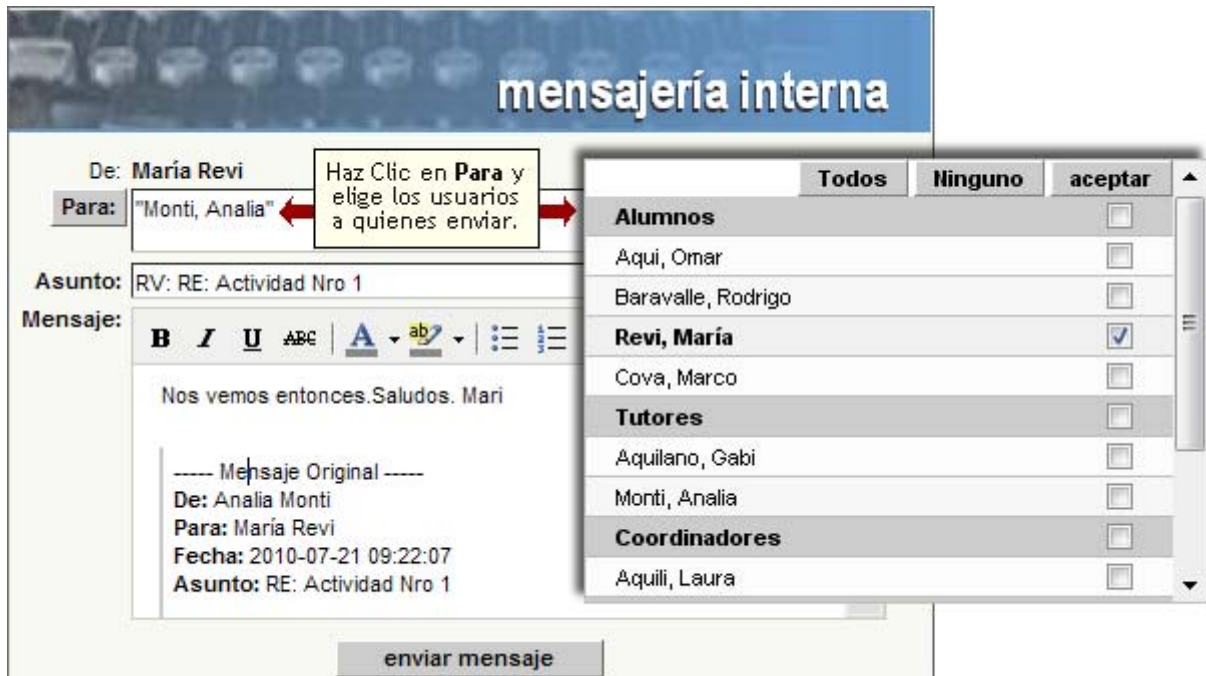 mensajería interna
De: María Revi
Para: "Monti, Analia"
Haz Clic en Para y
elige los usuarios
a quienes enviar.
Asunto: RV: RE: Actividad Nro 1
Mensaje:
B I U ABC A ab
Nos vemos entonces.Saludos. Mari
----- Mensaje Original -----
De: Analia Monti
Para: María Revi
Fecha: 2010-07-21 09:22:07
Asunto: RE: Actividad Nro 1
enviar mensaje
Todos Ninguno aceptar
Alumnos
Aqui, Omar
Baravalle, Rodrigo
Revi, María
Cova, Marco
Tutores
Aquilano, Gabi
Monti, Analia
Coordinadores
Aquili, Laura